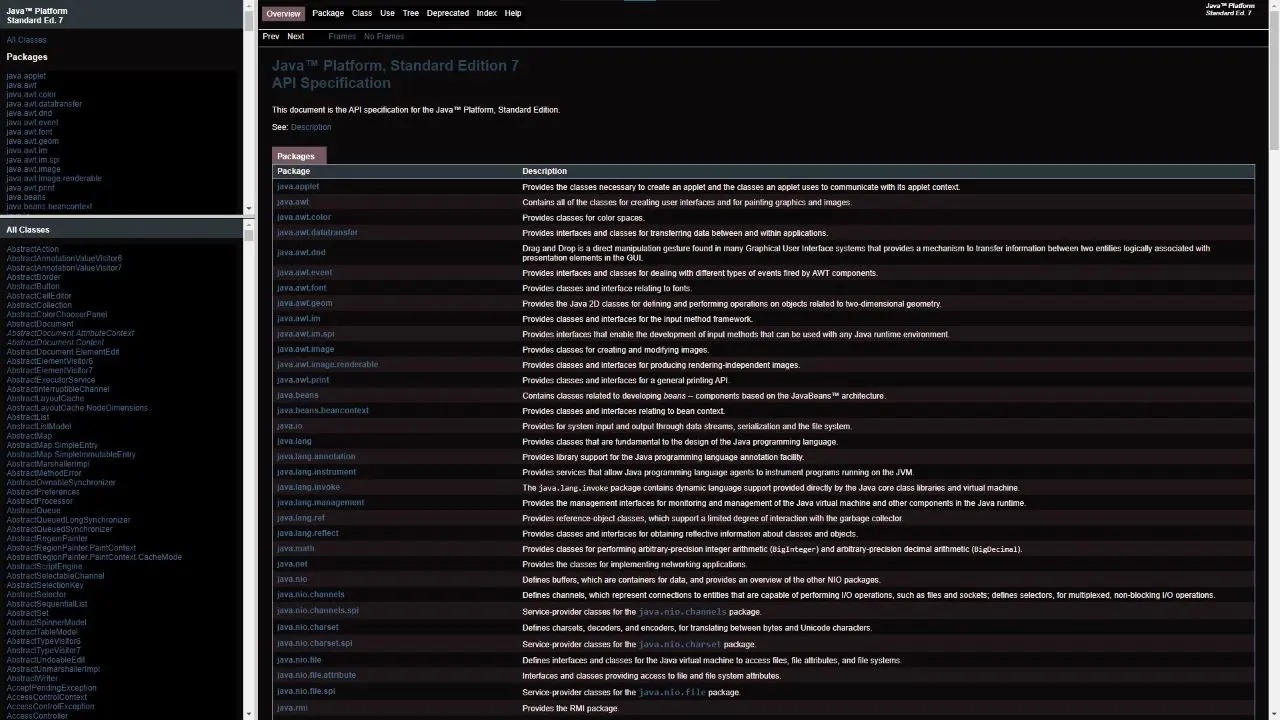 Java™ Platform
Standard Ed. 7
All Classes
Packages
java.applet
java.awt
java.awt.color
java.awt.datatransfer
java.awt.dnd
java.awt.event
java.awt.font
java.awt.geom
java.awt.im
java.awt.im.spi
java.awt.image
java.awt.image.renderable
java.awt.print
java.beans
java.beans.beancontext
All Classes
AbstractAction
AbstractAnnotationValueVisitor6
AbstractAnnotationValueVisitor7
AbstractBorder
AbstractButton
AbstractCellEditor
AbstractCollection
AbstractColorChooserPanel
AbstractDocument
AbstractDocument.AttributeContext
AbstractDocument.Content
AbstractDocument.ElementEdit
AbstractElementVisitor6
AbstractElementVisitor7
AbstractExecutorService
AbstractInterruptibleChannel
AbstractLayoutCache
AbstractLayoutCache.NodeDimensions
AbstractList
AbstractListModel
AbstractMap
AbstractMap.SimpleEntry
AbstractMap.SimpleImmutableEntry
AbstractMarshallerImpl
AbstractMethodError
AbstractOwnableSynchronizer
AbstractPreferences
AbstractProcessor
AbstractQueue
AbstractQueuedLongSynchronizer
AbstractQueuedSynchronizer
AbstractRegionPainter
AbstractRegionPainter.PaintContext
AbstractRegionPainter.PaintContext.CacheMode
AbstractScriptEngine
AbstractSelectableChannel
AbstractSelectionKey
AbstractSelector
AbstractSequentialList
AbstractSet
AbstractSpinnerModel
AbstractTableModel
AbstractTypeVisitor6
AbstractTypeVisitor7
AbstractUndoableEdit
AbstractUnmarshallerImpl
AbstractWriter
AcceptPendingException
AccessControlContext
AccessControlException
AccessController
Overview Package Class Use Tree Deprecated Index Help
Java™ Platform
Standard Ed. 7
Prev Next Frames No Frames
Java™ Platform, Standard Edition 7
API Specification
This document is the API specification for the Java™ Platform, Standard Edition.
See: Description
Packages
Package Description
java.applet Provides the classes necessary to create an applet and the classes an applet uses to communicate with its applet context.
java.awt Contains all of the classes for creating user interfaces and for painting graphics and images.
java.awt.color Provides classes for color spaces.
java.awt.datatransfer Provides interfaces and classes for transferring data between and within applications.
java.awt.dnd Drag and Drop is a direct manipulation gesture found in many Graphical User Interface systems that provides a mechanism to transfer information between two entities logically associated with
presentation elements in the GUI.
java.awt.event Provides interfaces and classes for dealing with different types of events fired by AWT components.
java.awt.font Provides classes and interface relating to fonts.
java.awt.geom Provides the Java 2D classes for defining and performing operations on objects related to two-dimensional geometry.
java.awt.im Provides classes and interfaces for the input method framework.
java.awt.im.spi Provides interfaces that enable the development of input methods that can be used with any Java runtime environment.
java.awt.image Provides classes for creating and modifying images.
java.awt.image.renderable Provides classes and interfaces for producing rendering-independent images.
java.awt.print Provides classes and interfaces for a general printing API.
java.beans Contains classes related to developing beans -- components based on the JavaBeans™ architecture.
java.beans.beancontext Provides classes and interfaces relating to bean context.
java.io Provides for system input and output through data streams, serialization and the file system.
java.lang Provides classes that are fundamental to the design of the Java programming language.
java.lang.annotation Provides library support for the Java programming language annotation facility.
java.lang.instrument Provides services that allow Java programming language agents to instrument programs running on the JVM.
java.lang.invoke The java.lang.invoke package contains dynamic language support provided directly by the Java core class libraries and virtual machine.
java.lang.management Provides the management interfaces for monitoring and management of the Java virtual machine and other components in the Java runtime.
java.lang.ref Provides reference-object classes, which support a limited degree of interaction with the garbage collector.
java.lang.reflect Provides classes and interfaces for obtaining reflective information about classes and objects.
java.math Provides classes for performing arbitrary-precision integer arithmetic (BigInteger) and arbitrary-precision decimal arithmetic (BigDecimal).
java.net Provides the classes for implementing networking applications.
java.nio Defines buffers, which are containers for data, and provides an overview of the other NIO packages.
java.nio.channels Defines channels, which represent connections to entities that are capable of performing I/O operations, such as files and sockets; defines selectors, for multiplexed, non-blocking I/O operations.
java.nio.channels.spi Service-provider classes for the java.nio.channels package.
java.nio.charset Defines charsets, decoders, and encoders, for translating between bytes and Unicode characters.
java.nio.charset.spi Service-provider classes for the java.nio.charset package.
java.nio.file Defines interfaces and classes for the Java virtual machine to access files, file attributes, and file systems.
java.nio.file.attribute Interfaces and classes providing access to file and file system attributes.
java.nio.file.spi Service-provider classes for the java.nio.file package.
java.rmi Provides the RMI package.